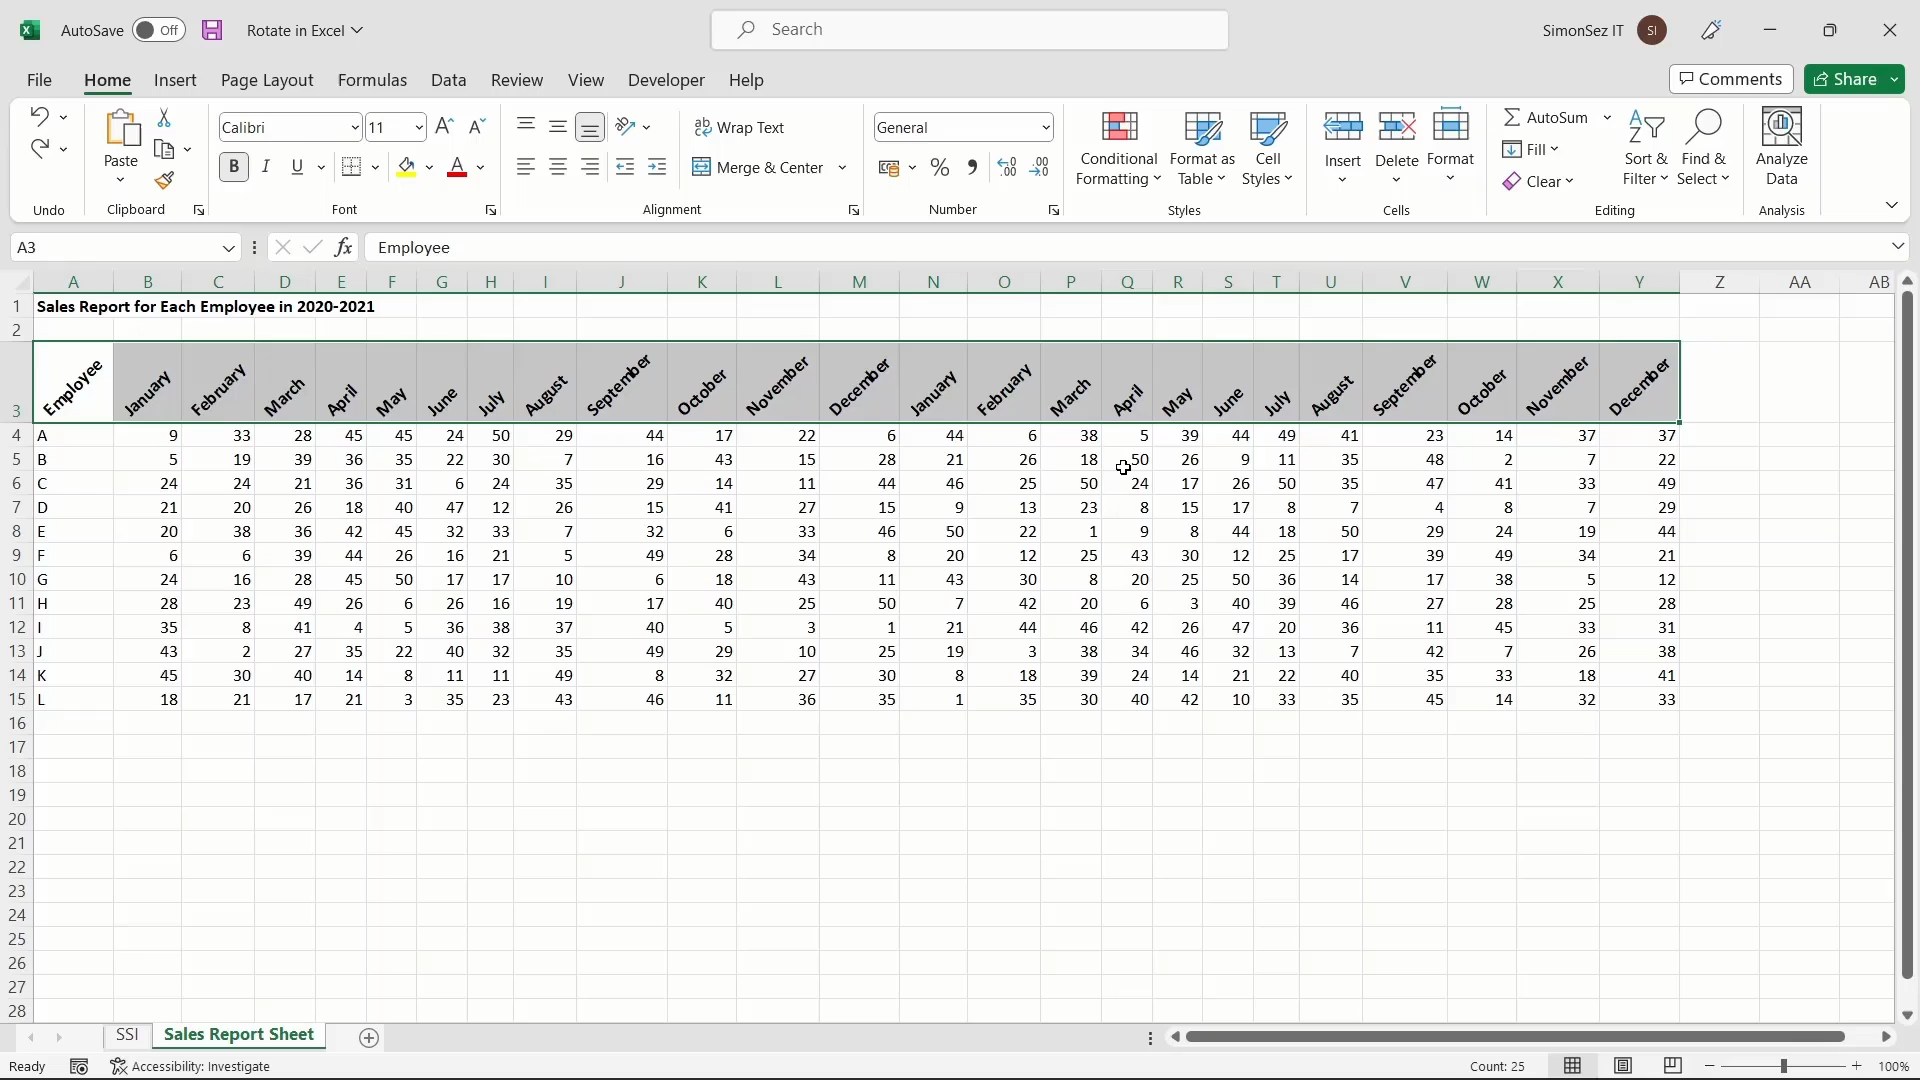 AutoSave Off Rotate in Excel Search SimonSez IT SI
File Home Insert Page Layout Formulas Data Review View Developer Help Comments Share
Calibri 11 Wrap Text General AutoSum
Paste Conditional Formatting Format as Table Cell Styles Insert Delete Format Fill Sort & Filter Find & Select Analyze Data
B I U A Merge & Center % Clear
Undo Clipboard Font Alignment Number Styles Cells Editing Analysis
A3 fx Employee
A B C D E F G H I J K L M N O P Q R S T U V W X Y Z AA AB
1 Sales Report for Each Employee in 2020-2021
2
3 Employee January February March April May June July August September October November December January February March April May June July August September October November December
4 A 9 33 28 45 45 24 50 29 44 17 22 6 44 6 38 5 39 44 49 41 23 14 37 37
5 B 5 19 39 36 35 22 30 7 16 43 15 28 21 26 18 50 26 9 11 35 48 2 7 22
6 C 24 24 21 36 31 6 24 35 29 14 11 44 46 25 50 24 17 26 50 35 47 41 33 49
7 D 21 20 26 18 40 47 12 26 15 41 27 15 9 13 23 8 15 17 8 7 4 8 7 29
8 E 20 38 36 42 45 32 33 7 32 6 33 46 50 22 1 9 8 44 18 50 29 24 19 44
9 F 6 6 39 44 26 16 21 5 49 28 34 8 20 12 25 43 30 12 25 17 39 49 34 21
10 G 24 16 28 45 50 17 17 10 6 18 43 11 43 30 8 20 25 50 36 14 17 38 5 12
11 H 28 23 49 26 6 26 16 19 17 40 25 50 7 42 20 6 3 40 39 46 27 28 25 28
12 I 35 8 41 4 5 36 38 37 40 5 3 1 21 44 46 42 26 47 20 36 11 45 33 31
13 J 43 2 27 35 22 40 32 35 49 29 10 25 19 3 38 34 46 32 13 7 42 7 26 38
14 K 45 30 40 14 8 11 11 49 8 32 27 30 8 18 39 24 14 21 22 40 35 33 18 41
15 L 18 21 17 21 3 35 23 43 46 11 36 35 1 35 30 40 42 10 33 35 45 14 32 33
16
17
18
19
20
21
22
23
24
25
26
27
28
SSI Sales Report Sheet
Ready Accessibility: Investigate Count: 25 100%